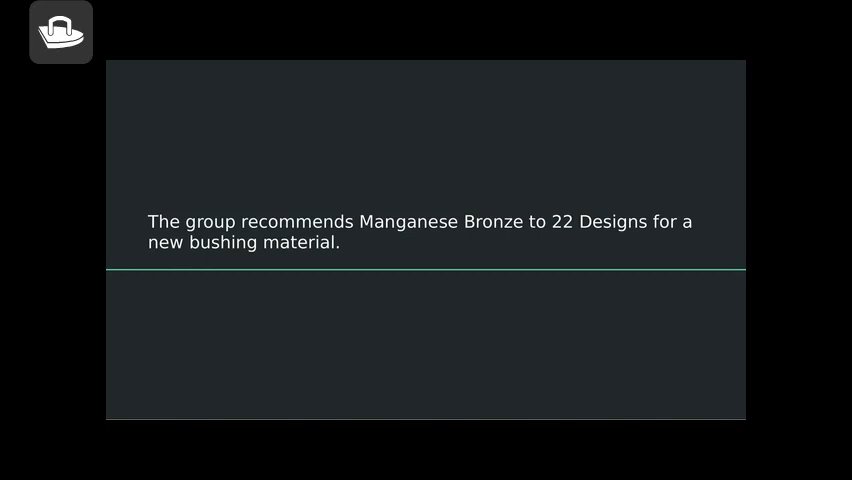 The group recommends Manganese Bronze to 22 Designs for a
new bushing material.